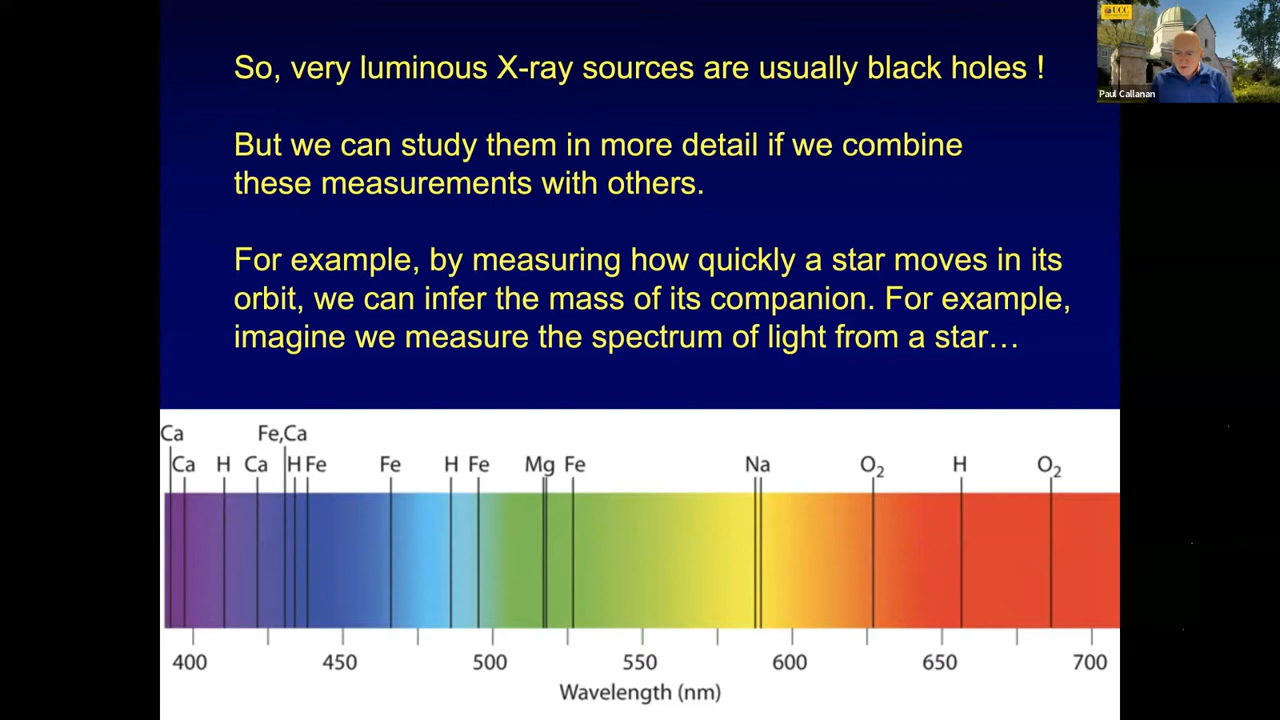 UCC
Paul Callanan
So, very luminous X-ray sources are usually black holes !
But we can study them in more detail if we combine
these measurements with others.
For example, by measuring how quickly a star moves in its
orbit, we can infer the mass of its companion. For example,
imagine we measure the spectrum of light from a star…
Ca Fe,Ca
Ca H Ca H Fe Fe H Fe Mg Fe Na O₂ H O₂
400 450 500 550 600 650 700
Wavelength (nm)